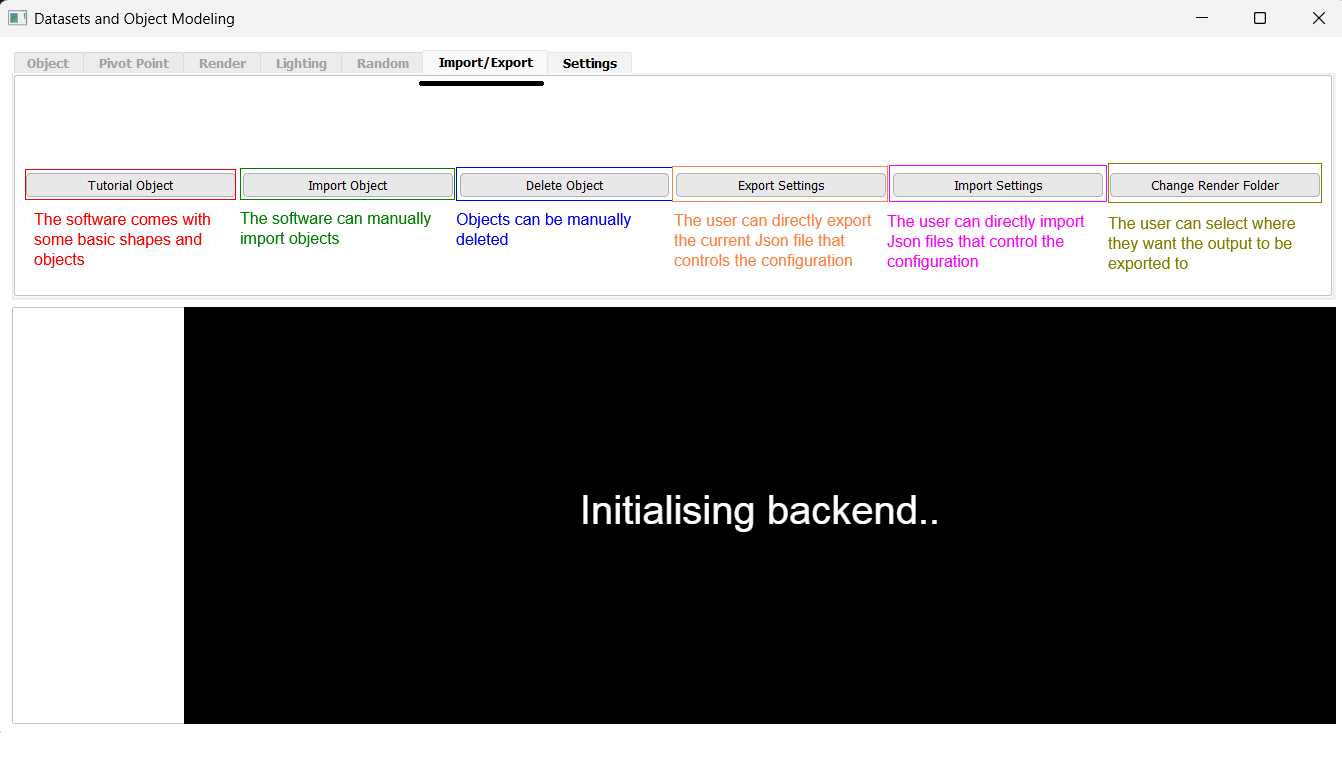 Datasets and Object Modeling
Object Pivot Point Render Lighting Random Import/Export Settings
Tutorial Object Import Object Delete Object Export Settings Import Settings Change Render Folder
The software comes with
some basic shapes and
objects
The software can manually
import objects
Objects can be manually
deleted
The user can directly export
the current Json file that
controls the configuration
The user can directly import
Json files that control the
configuration
The user can select where
they want the output to be
exported to
Initialising backend..